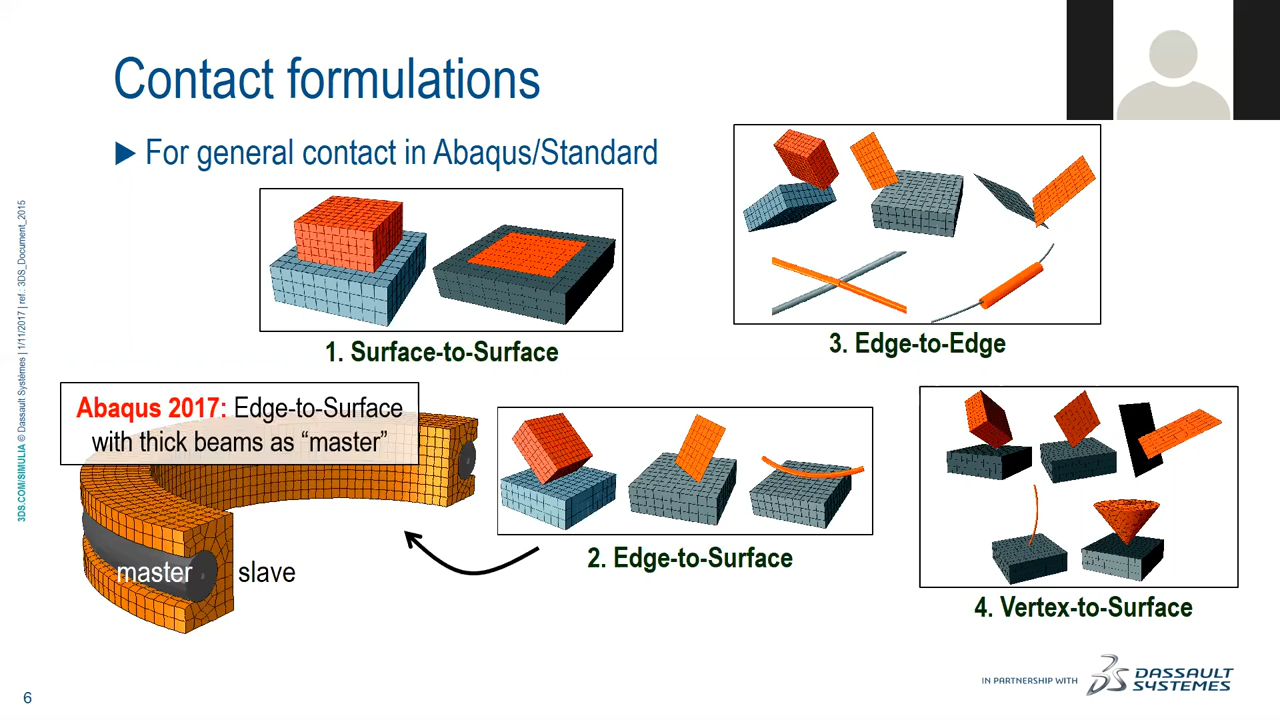 Contact formulations
For general contact in Abaqus/Standard
1. Surface-to-Surface
3. Edge-to-Edge
Abaqus 2017: Edge-to-Surface
with thick beams as “master”
master
slave
2. Edge-to-Surface
4. Vertex-to-Surface
3DS.COM/SIMULIA © Dassault Systèmes | 1/11/2017 | ref.: 3DS_Document_2015
IN PARTNERSHIP WITH
DASSAULT
SYSTEMES
6